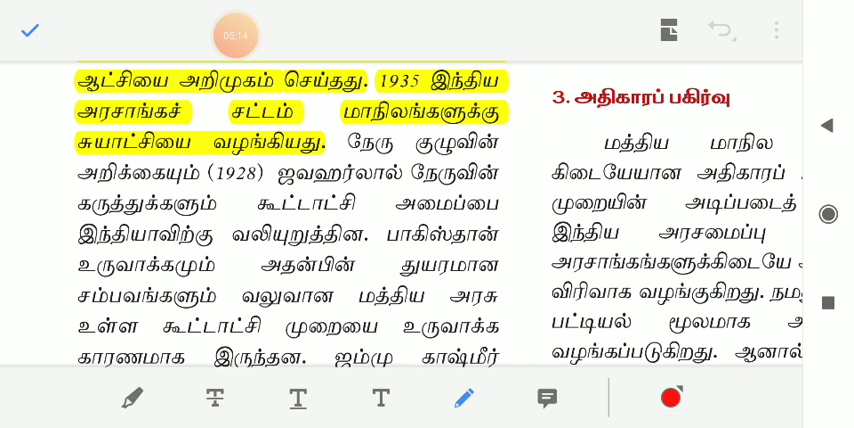 05:14
ஆட்சியை அறிமுகம் செய்தது. 1935 இந்திய
அரசாங்கச் சட்டம் மாநிலங்களுக்கு
சுயாட்சியை வழங்கியது. நேரு குழுவின்
அறிக்கையும் (1928) ஜவஹர்லால் நேருவின்
கருத்துக்களும் கூட்டாட்சி அமைப்பை
இந்தியாவிற்கு வலியுறுத்தின. பாகிஸ்தான்
உருவாக்கமும் அதன்பின் துயரமான
சம்பவங்களும் வலுவான மத்திய அரசு
உள்ள கூட்டாட்சி முறையை உருவாக்க
காரணமாக இருந்தன. ஜம்மு காஷ்மீர்
3. அதிகாரப் பகிர்வு
மத்திய மாநில
கிடையேயான அதிகாரப்
முறையின் அடிப்படைத்
இந்திய அரசமைப்பு
அரசாங்கங்களுக்கிடையே
விரிவாக வழங்குகிறது.
பட்டியல் மூலமாக
வழங்கப்படுகிறது. ஆனால்